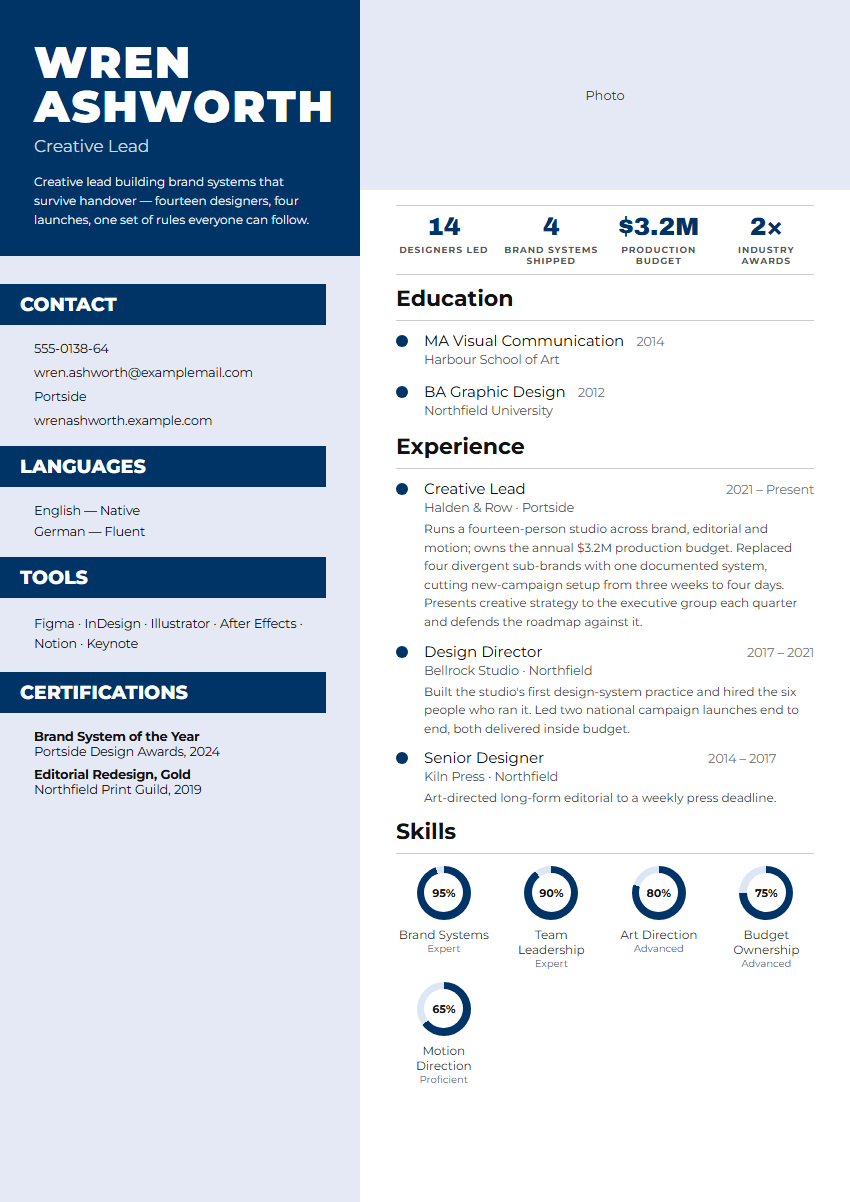 WREN
ASHWORTH
Creative Lead
Creative lead building brand systems that
survive handover — fourteen designers, four
launches, one set of rules everyone can follow.
CONTACT
555-0138-64
wren.ashworth@examplemail.com
Portside
wrenashworth.example.com
LANGUAGES
English — Native
German — Fluent
TOOLS
Figma · InDesign · Illustrator · After Effects ·
Notion · Keynote
CERTIFICATIONS
Brand System of the Year
Portside Design Awards, 2024
Editorial Redesign, Gold
Northfield Print Guild, 2019
Photo
14
DESIGNERS LED
4
BRAND SYSTEMS
SHIPPED
$3.2M
PRODUCTION
BUDGET
2×
INDUSTRY
AWARDS
Education
MA Visual Communication 2014
Harbour School of Art
BA Graphic Design 2012
Northfield University
Experience
Creative Lead 2021 – Present
Halden & Row · Portside
Runs a fourteen-person studio across brand, editorial and
motion; owns the annual $3.2M production budget. Replaced
four divergent sub-brands with one documented system,
cutting new-campaign setup from three weeks to four days.
Presents creative strategy to the executive group each quarter
and defends the roadmap against it.
Design Director 2017 – 2021
Bellrock Studio · Northfield
Built the studio's first design-system practice and hired the six
people who ran it. Led two national campaign launches end to
end, both delivered inside budget.
Senior Designer 2014 – 2017
Kiln Press · Northfield
Art-directed long-form editorial to a weekly press deadline.
Skills
95%
Brand Systems
Expert
90%
Team
Leadership
Expert
80%
Art Direction
Advanced
75%
Budget
Ownership
Advanced
65%
Motion
Direction
Proficient